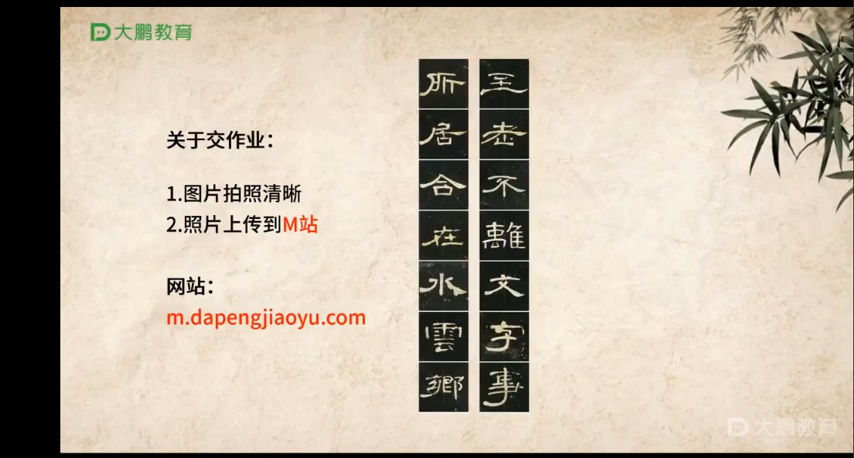 大鹏教育
关于交作业：
1.图片拍照清晰
2.照片上传到M站
网站：
m.dapengjiaoyu.com
至老不離文字事
所居合在水雲鄉
大鹏教育